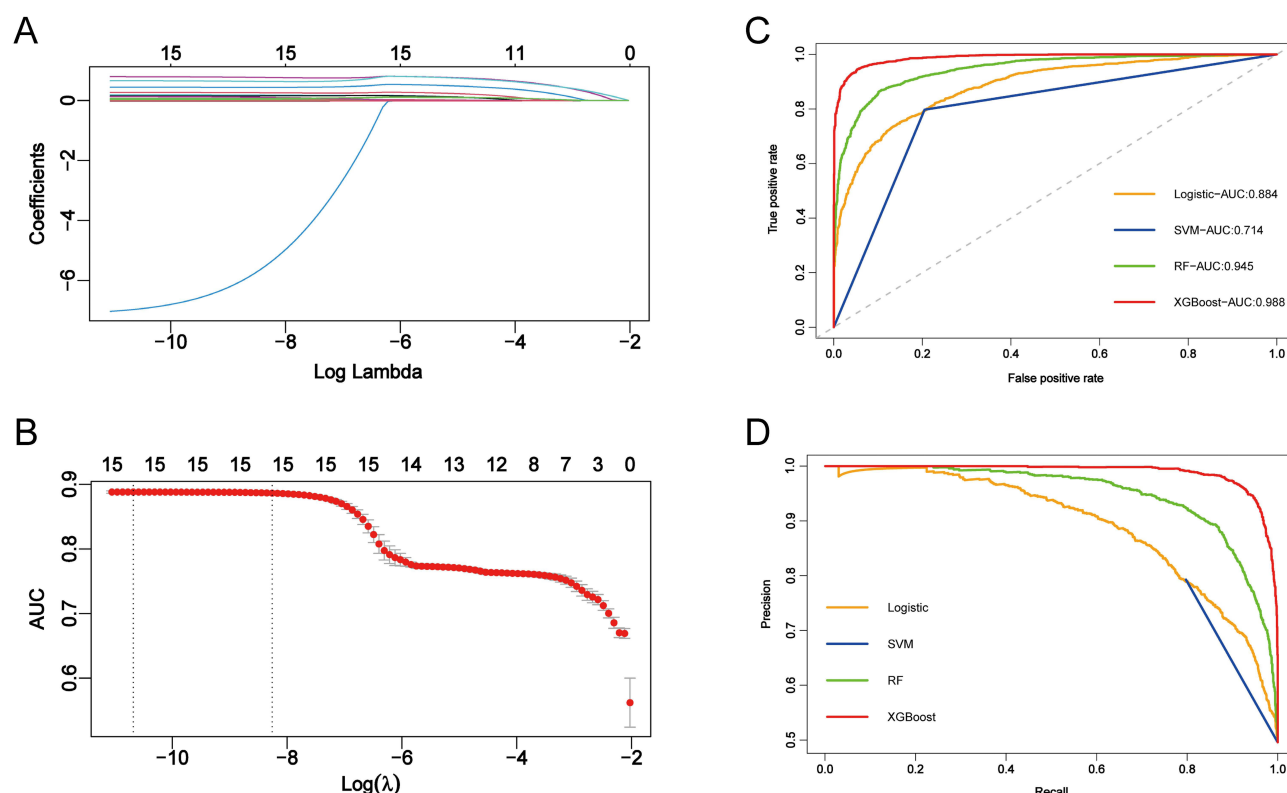 A
15 15 15 11 0
0
−2
−4
−6
Coefficients
−10 −8 −6 −4 −2
Log Lambda
B
15 15 15 15 15 15 15 14 13 12 8 7 3 0
0.9
0.8
0.7
0.6
AUC
−10 −8 −6 −4 −2
Log(λ)
C
1.0
0.8
0.6
0.4
0.2
0.0
True positive rate
Logistic−AUC:0.884
SVM−AUC:0.714
RF−AUC:0.945
XGBoost−AUC:0.988
0.0 0.2 0.4 0.6 0.8 1.0
False positive rate
D
1.0
0.9
0.8
0.7
0.6
0.5
Precision
Logistic
SVM
RF
XGBoost
0.0 0.2 0.4 0.6 0.8 1.0
Recall